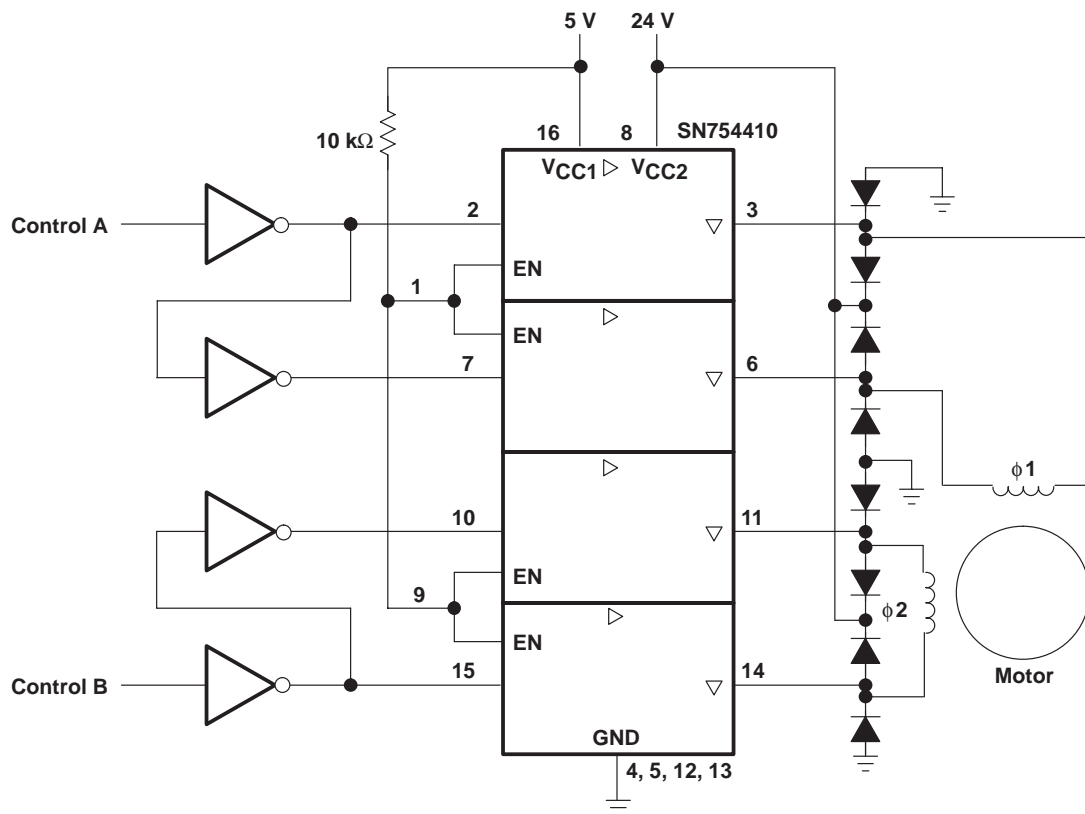 5 V
24 V
10 kΩ
16
8
SN754410
VCC1
VCC2
Control A
2
3
EN
1
EN
7
6
ϕ1
10
11
EN
9
ϕ2
EN
Control B
15
14
Motor
GND
4, 5, 12, 13